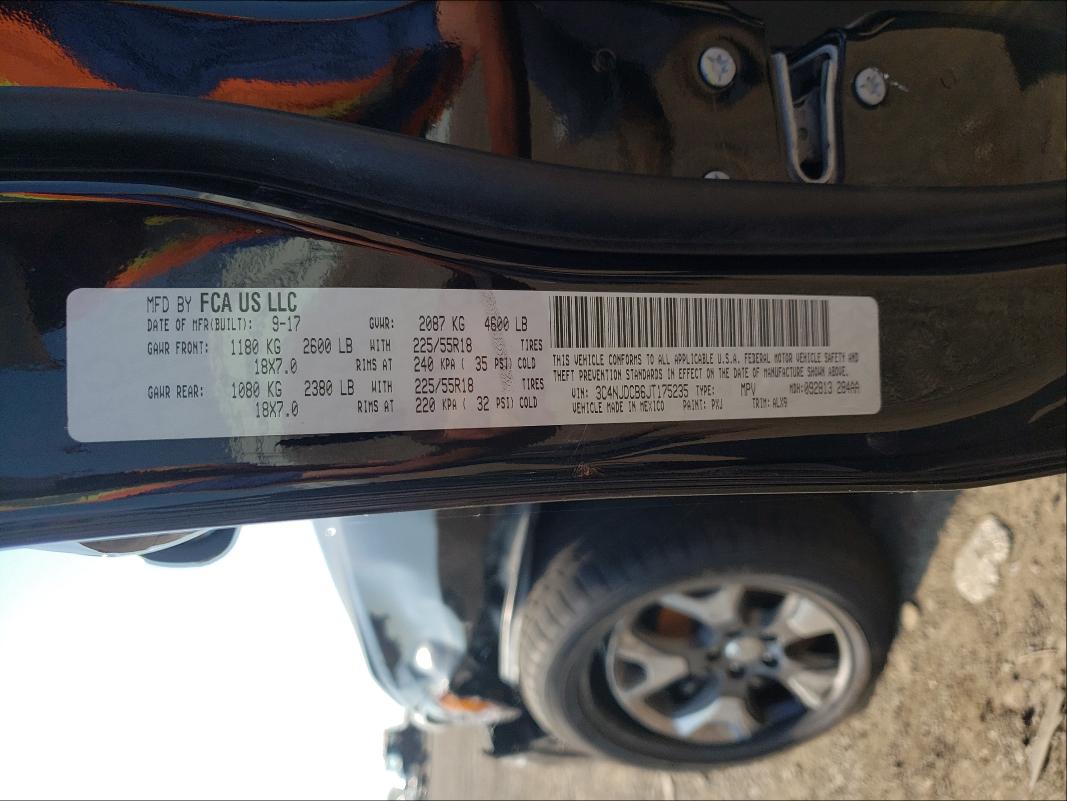 MFD BY FCA US LLC
DATE OF MFR(BUILT): 9-17 GVWR: 2087 KG 4600 LB
GAWR FRONT: 1180 KG 2600 LB WITH 225/55R18 TIRES
18X7.0 RIMS AT 240 KPA ( 35 PSI) COLD
GAWR REAR: 1080 KG 2380 LB WITH 225/55R18 TIRES
18X7.0 RIMS AT 220 KPA ( 32 PSI) COLD
THIS VEHICLE CONFORMS TO ALL APPLICABLE U.S.A. FEDERAL MOTOR VEHICLE SAFETY AND
THEFT PREVENTION STANDARDS IN EFFECT ON THE DATE OF MANUFACTURE SHOWN ABOVE.
VIN: 3C4NJDCB6JT175235 TYPE: MPV MDH: 092813 284AA
VEHICLE MADE IN MEXICO PAINT: PXJ TRIM: ALX9